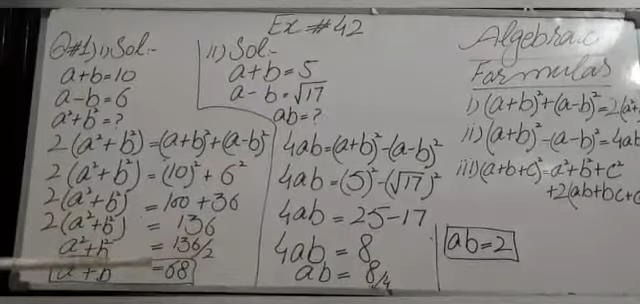 Ex#42
Q#1) i) Sol:-
a+b=10
a-b=6
a²+b²=?
2(a²+b²)=(a+b)²+(a-b)²
2(a²+b²)=(10)²+6²
2(a²+b²)=100+36
2(a²+b²)=136
a²+b²=136/2
a²+b²=68
ii) Sol:-
a+b=5
a-b=√17
ab=?
4ab=(a+b)²-(a-b)²
4ab=(5)²-(√17)²
4ab=25-17
4ab=8
ab=8/4
ab=2
Algebraic
Formulas
i) (a+b)²+(a-b)²=2(a²+
ii) (a+b)²-(a-b)²=4ab
iii) (a+b+c)²=a²+b²+c²
+2(ab+bc+c